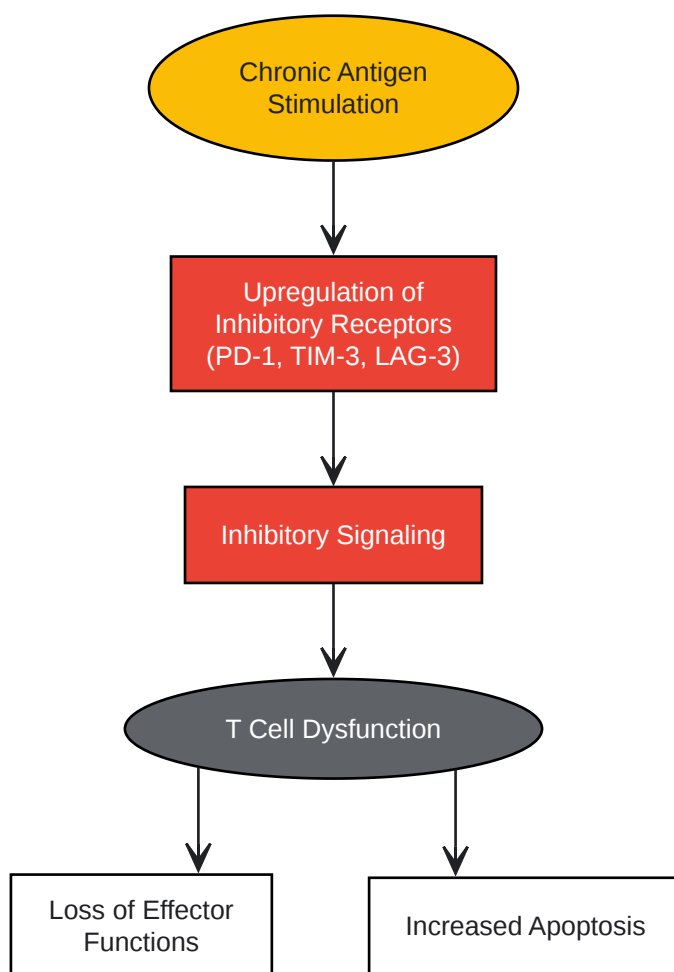 Chronic Antigen
Stimulation
Upregulation of
Inhibitory Receptors
(PD-1, TIM-3, LAG-3)
Inhibitory Signaling
T Cell Dysfunction
Loss of Effector
Functions
Increased Apoptosis